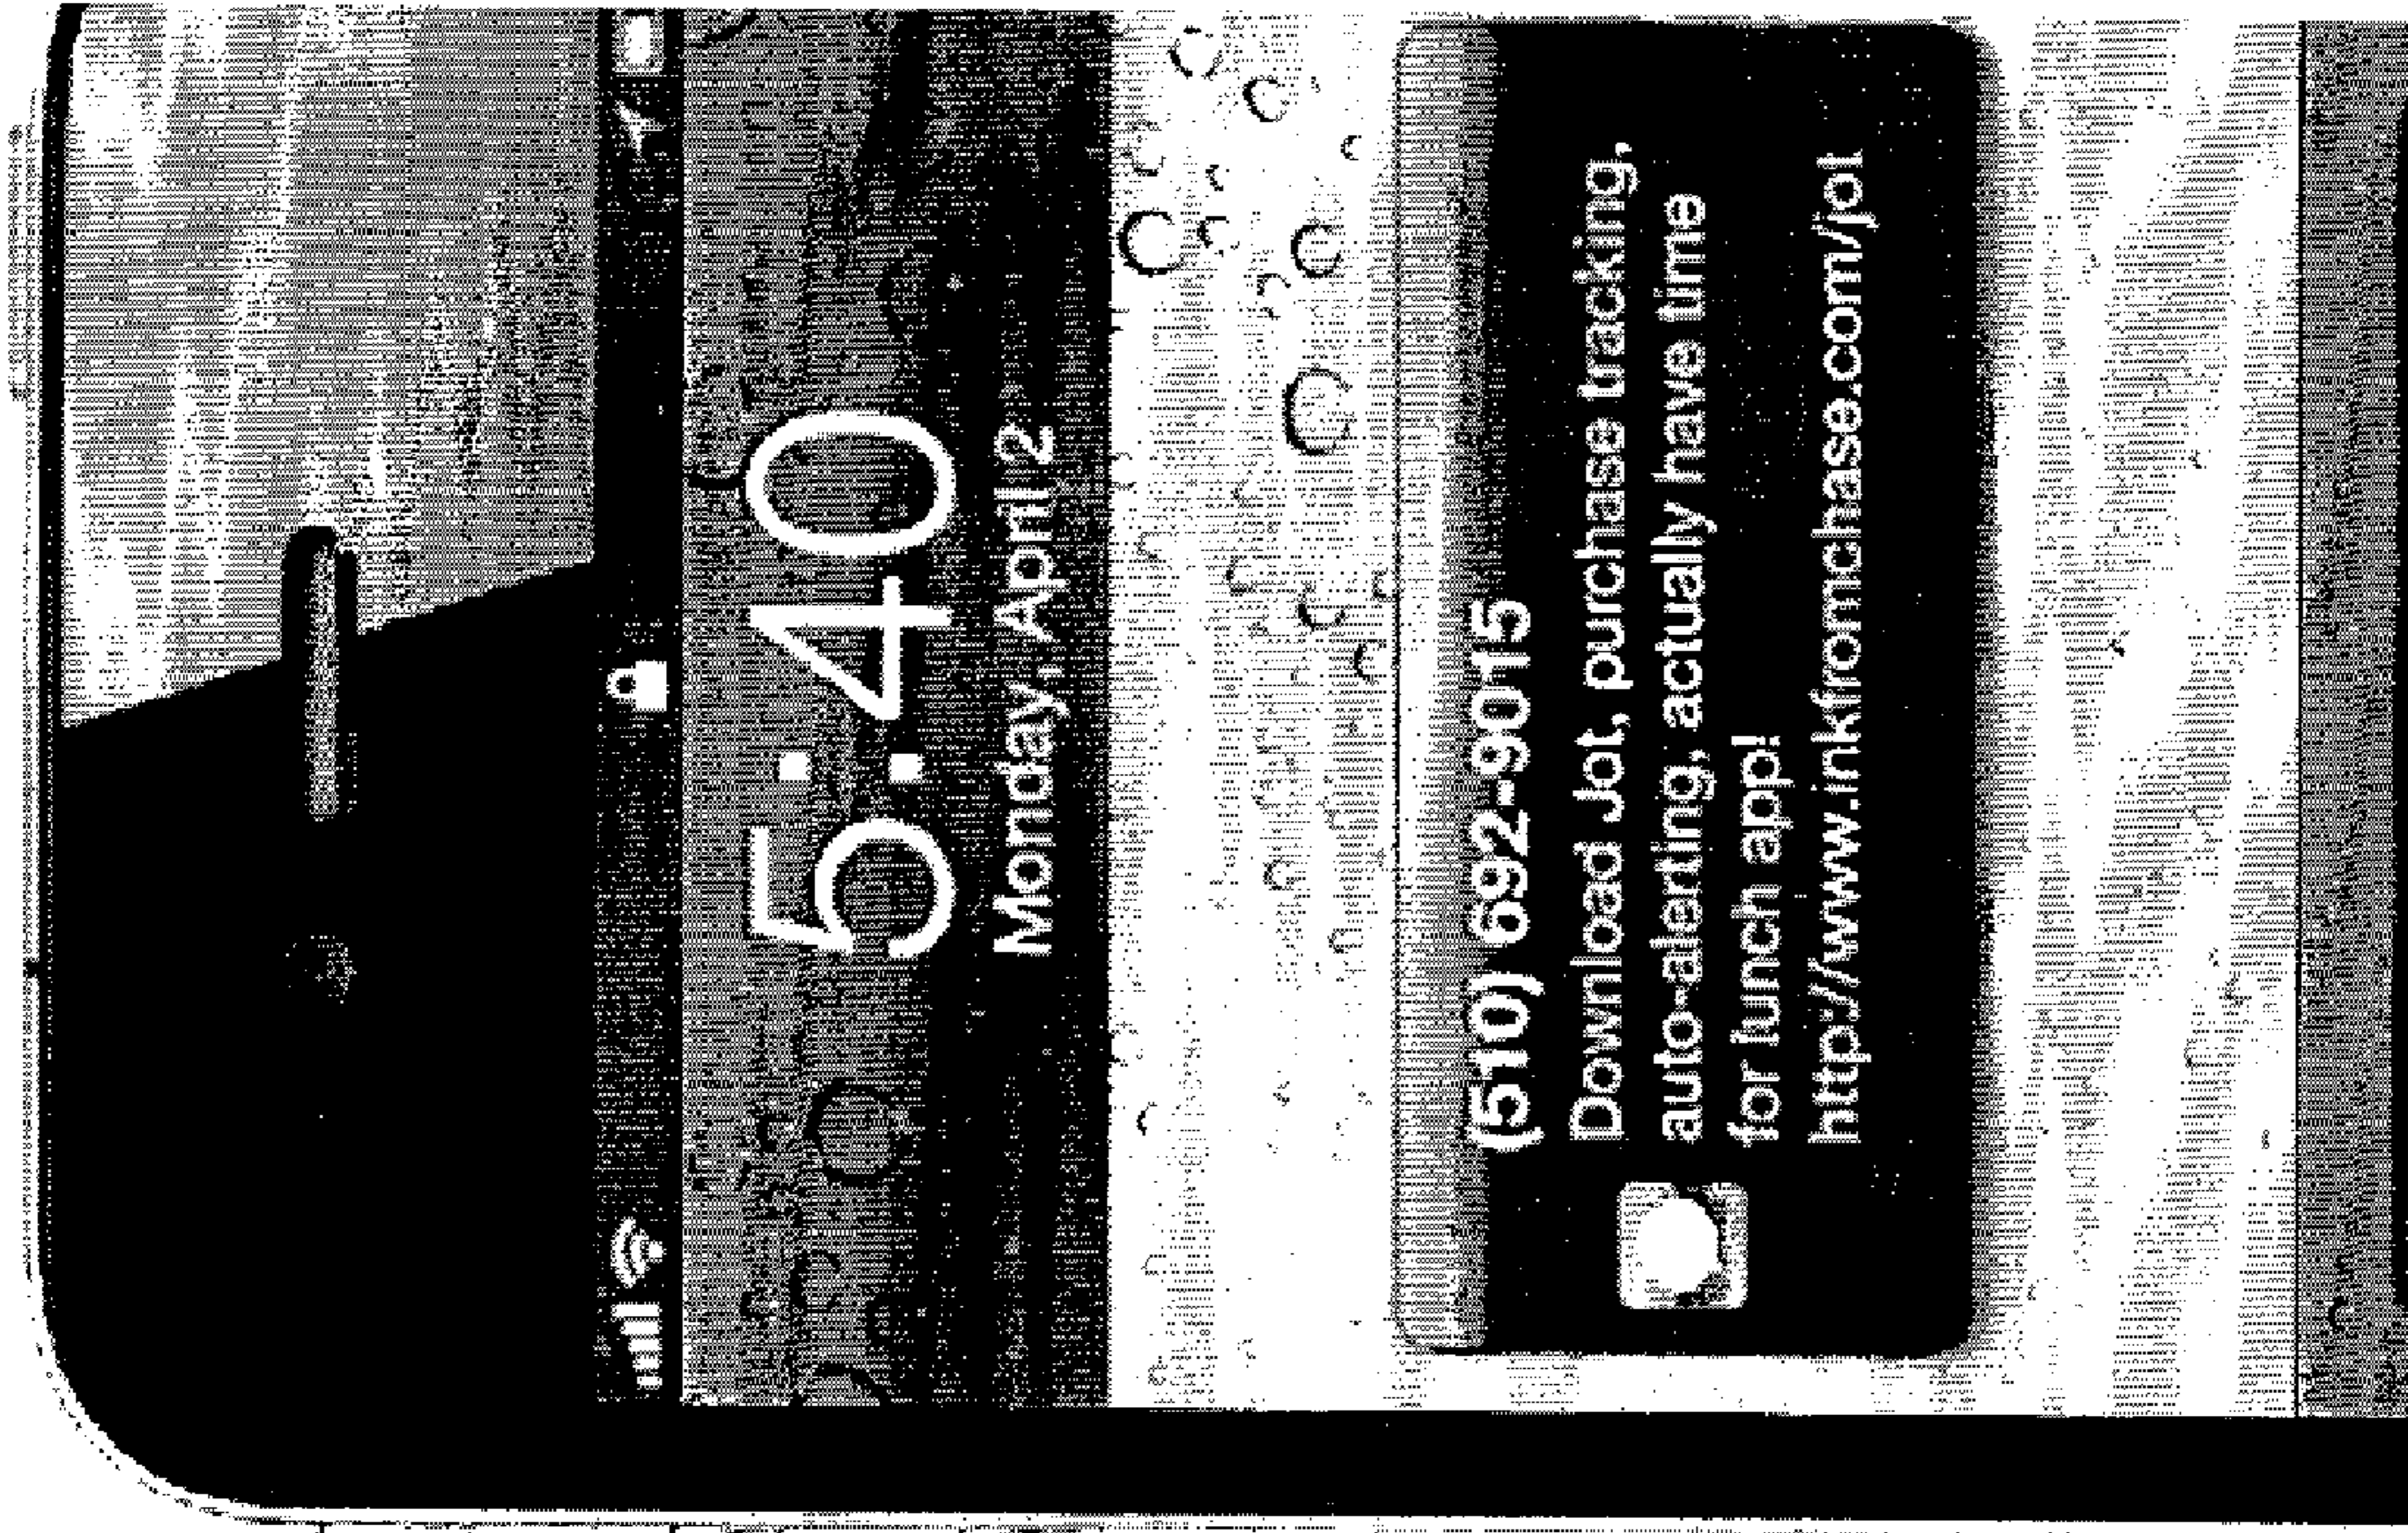 5:40
Monday, April 2
(510) 692-9015
Download Jot, purchase tracking,
auto-alerting, actually have time
for lunch app!
http://www.inkfromchase.com/jot